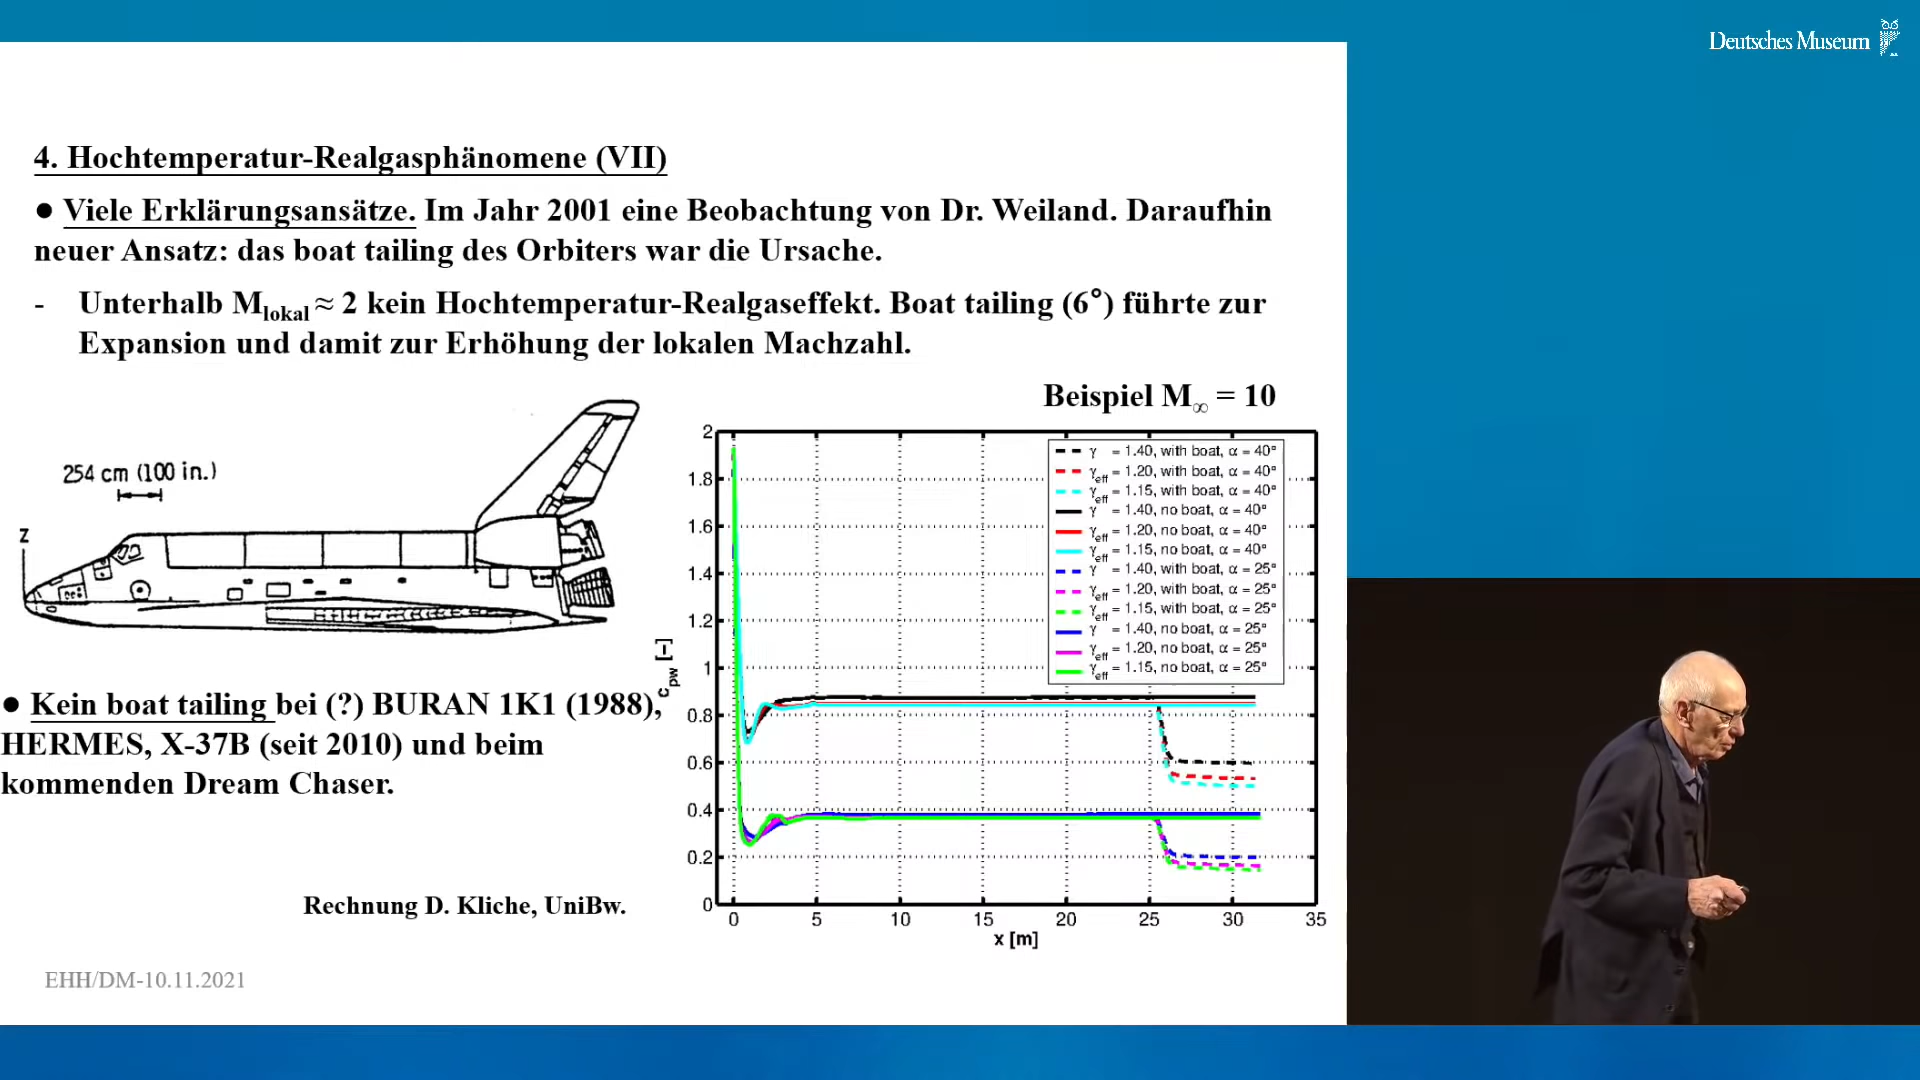 Deutsches Museum
4. Hochtemperatur-Realgasphänomene (VII)
● Viele Erklärungsansätze. Im Jahr 2001 eine Beobachtung von Dr. Weiland. Daraufhin
neuer Ansatz: das boat tailing des Orbiters war die Ursache.
- Unterhalb Mlokal ≈ 2 kein Hochtemperatur-Realgaseffekt. Boat tailing (6°) führte zur
Expansion und damit zur Erhöhung der lokalen Machzahl.
Beispiel M∞ = 10
254 cm (100 in.)
Z
● Kein boat tailing bei (?) BURAN 1K1 (1988),
HERMES, X-37B (seit 2010) und beim
kommenden Dream Chaser.
Rechnung D. Kliche, UniBw.
γ = 1.40, with boat, α = 40°
γeff = 1.20, with boat, α = 40°
γeff = 1.15, with boat, α = 40°
γ = 1.40, no boat, α = 40°
γeff = 1.20, no boat, α = 40°
γeff = 1.15, no boat, α = 40°
γ = 1.40, with boat, α = 25°
γeff = 1.20, with boat, α = 25°
γeff = 1.15, with boat, α = 25°
γ = 1.40, no boat, α = 25°
γeff = 1.20, no boat, α = 25°
γeff = 1.15, no boat, α = 25°
2
1.8
1.6
1.4
1.2
1
0.8
0.6
0.4
0.2
0
cpw [-]
0 5 10 15 20 25 30 35
x [m]
EHH/DM-10.11.2021